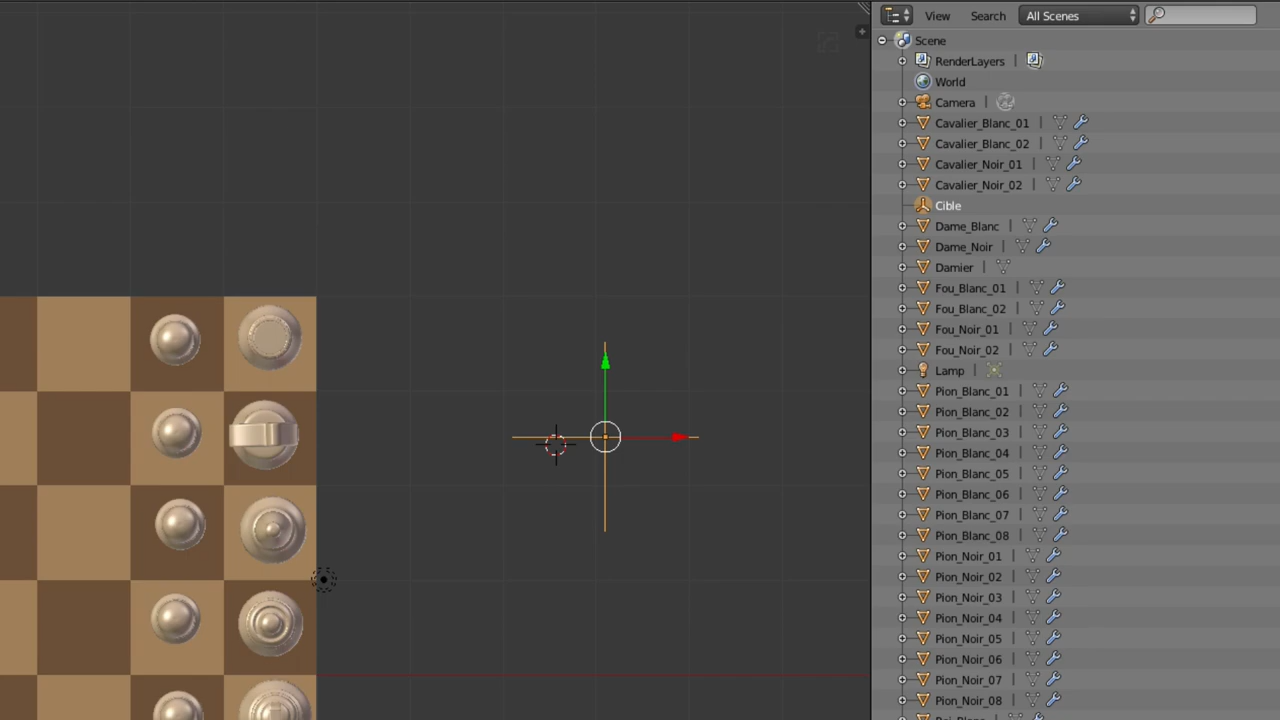 View Search All Scenes
Scene
RenderLayers
World
Camera
Cavalier_Blanc_01
Cavalier_Blanc_02
Cavalier_Noir_01
Cavalier_Noir_02
Cible
Dame_Blanc
Dame_Noir
Damier
Fou_Blanc_01
Fou_Blanc_02
Fou_Noir_01
Fou_Noir_02
Lamp
Pion_Blanc_01
Pion_Blanc_02
Pion_Blanc_03
Pion_Blanc_04
Pion_Blanc_05
Pion_Blanc_06
Pion_Blanc_07
Pion_Blanc_08
Pion_Noir_01
Pion_Noir_02
Pion_Noir_03
Pion_Noir_04
Pion_Noir_05
Pion_Noir_06
Pion_Noir_07
Pion_Noir_08